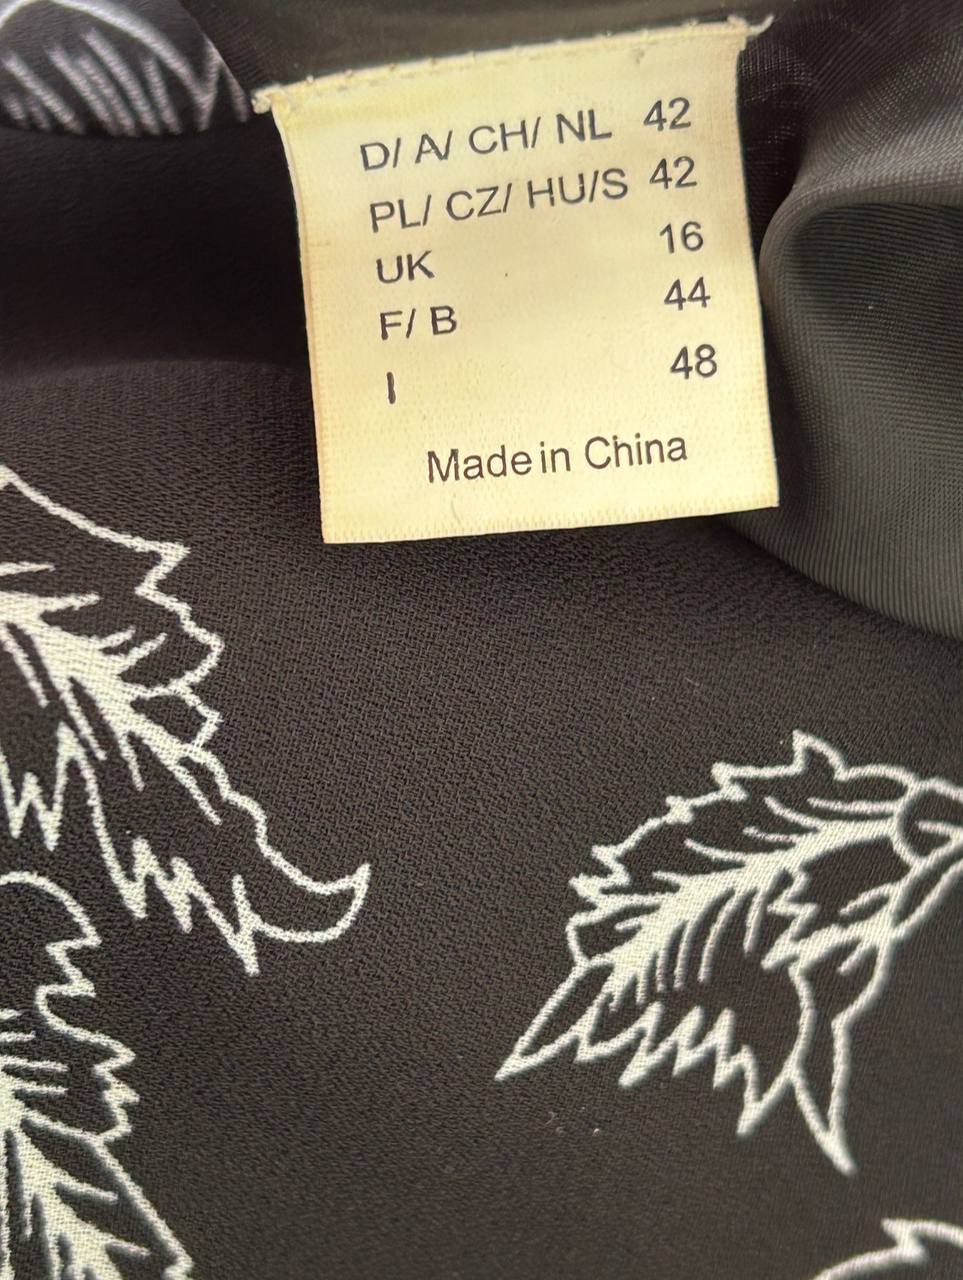 D/ A/ CH/ NL 42
PL/ CZ/ HU/S 42
UK 16
F/ B 44
I 48
Made in China